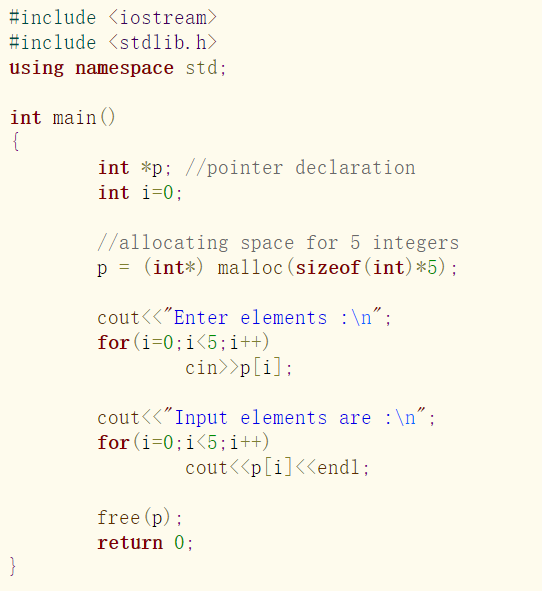 #include <iostream>
#include <stdlib.h>
using namespace std;
int main()
{
int *p; //pointer declaration
int i=0;
//allocating space for 5 integers
p = (int*) malloc(sizeof(int)*5);
cout<<"Enter elements :\n";
for(i=0;i<5;i++)
cin>>p[i];
cout<<"Input elements are :\n";
for(i=0;i<5;i++)
cout<<p[i]<<endl;
free(p);
return 0;
}